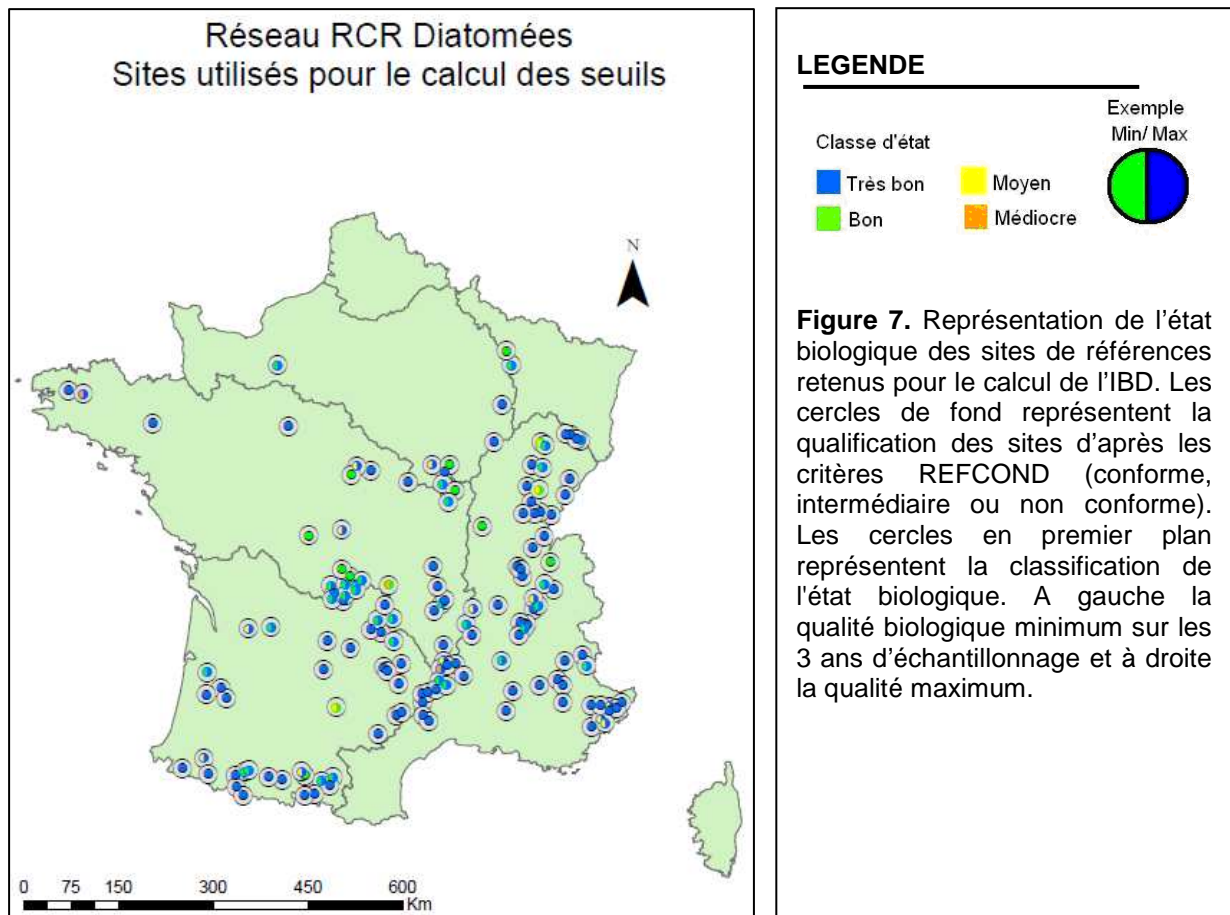 Réseau RCR Diatomées
Sites utilisés pour le calcul des seuils
N
0 75 150 300 450 600
Km
LEGENDE
Exemple
Min/ Max
Classe d'état
Très bon
Moyen
Bon
Médiocre
Figure 7. Représentation de l'état
biologique des sites de références
retenus pour le calcul de l'IBD. Les
cercles de fond représentent la
qualification des sites d'après les
critères REFCOND (conforme,
intermédiaire ou non conforme).
Les cercles en premier plan
représentent la classification de
l'état biologique. A gauche la
qualité biologique minimum sur les
3 ans d'échantillonnage et à droite
la qualité maximum.